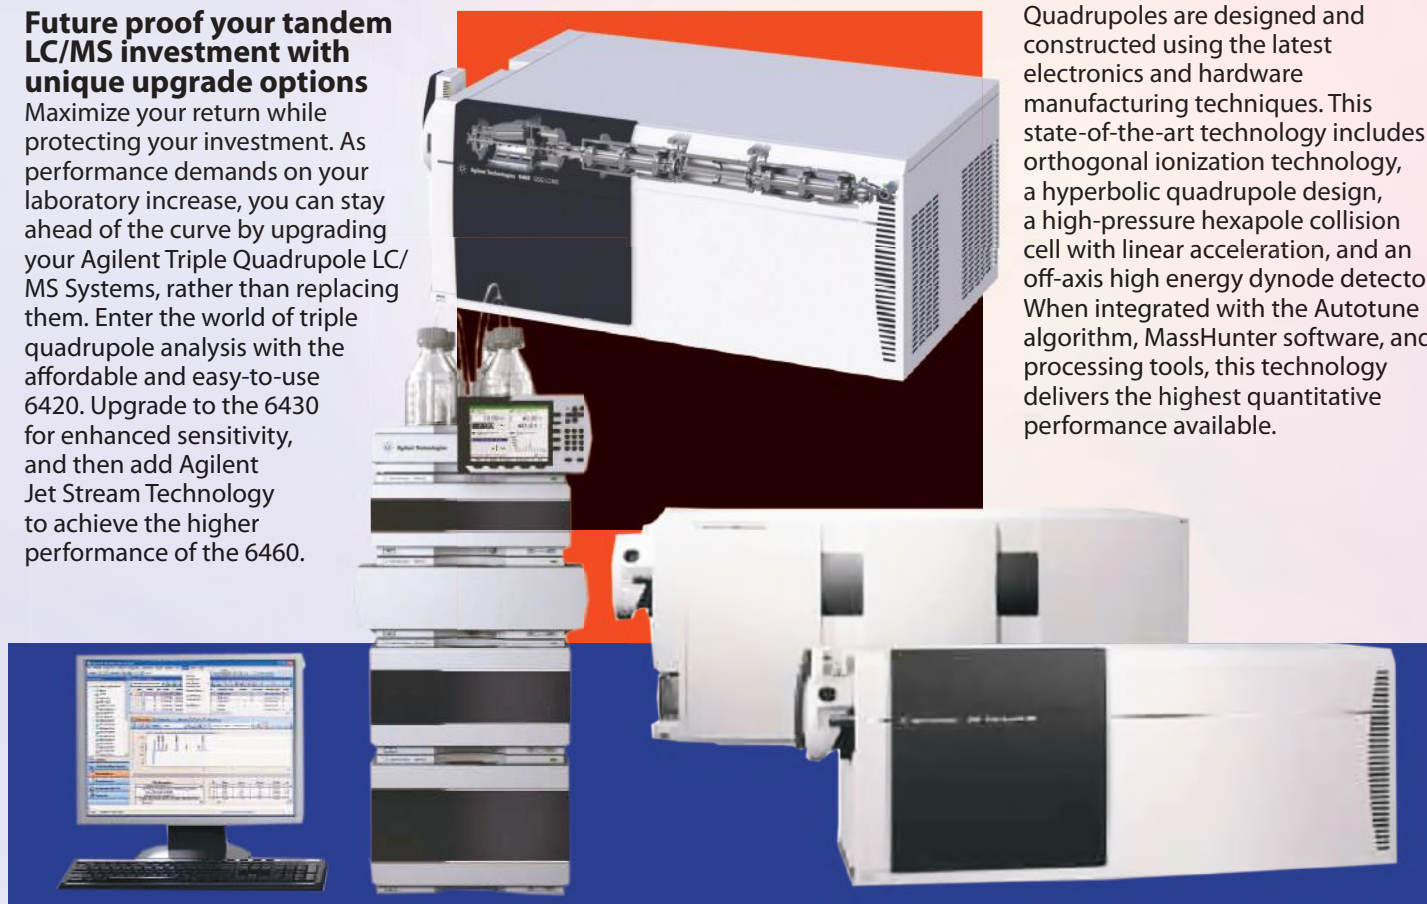 Future proof your tandem
LC/MS investment with
unique upgrade options
Maximize your return while
protecting your investment. As
performance demands on your
laboratory increase, you can stay
ahead of the curve by upgrading
your Agilent Triple Quadrupole LC/
MS Systems, rather than replacing
them. Enter the world of triple
quadrupole analysis with the
affordable and easy-to-use
6420. Upgrade to the 6430
for enhanced sensitivity,
and then add Agilent
Jet Stream Technology
to achieve the higher
performance of the 6460.
Agilent Technologies 6460
Agilent Technologies
Quadrupoles are designed and
constructed using the latest
electronics and hardware
manufacturing techniques. This
state-of-the-art technology includes
orthogonal ionization technology,
a hyperbolic quadrupole design,
a high-pressure hexapole collision
cell with linear acceleration, and an
off-axis high energy dynode detecto
When integrated with the Autotune
algorithm, MassHunter software, and
processing tools, this technology
delivers the highest quantitative
performance available.